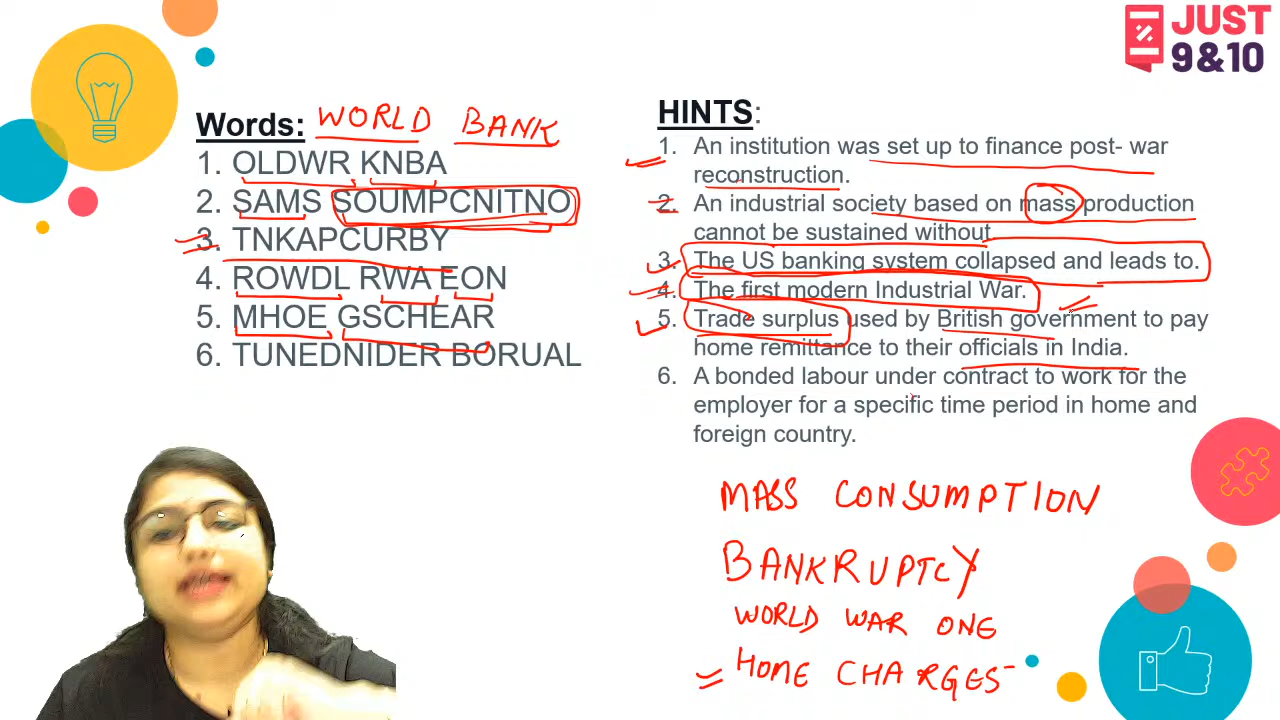 JUST
9&10
Words: WORLD BANK
1. OLDWR KNBA
2. SAMS SOUMPCNITNO
3. TNKAPCURBY
4. ROWDL RWA EON
5. MHOE GSCHEAR
6. TUNEDNIDER BORUAL
HINTS:
1. An institution was set up to finance post- war
reconstruction.
2. An industrial society based on mass production
cannot be sustained without
3. The US banking system collapsed and leads to.
4. The first modern Industrial War.
5. Trade surplus used by British government to pay
home remittance to their officials in India.
6. A bonded labour under contract to work for the
employer for a specific time period in home and
foreign country.
MASS CONSUMPTION
BANKRUPTCY
WORLD WAR ONE
HOME CHARGES